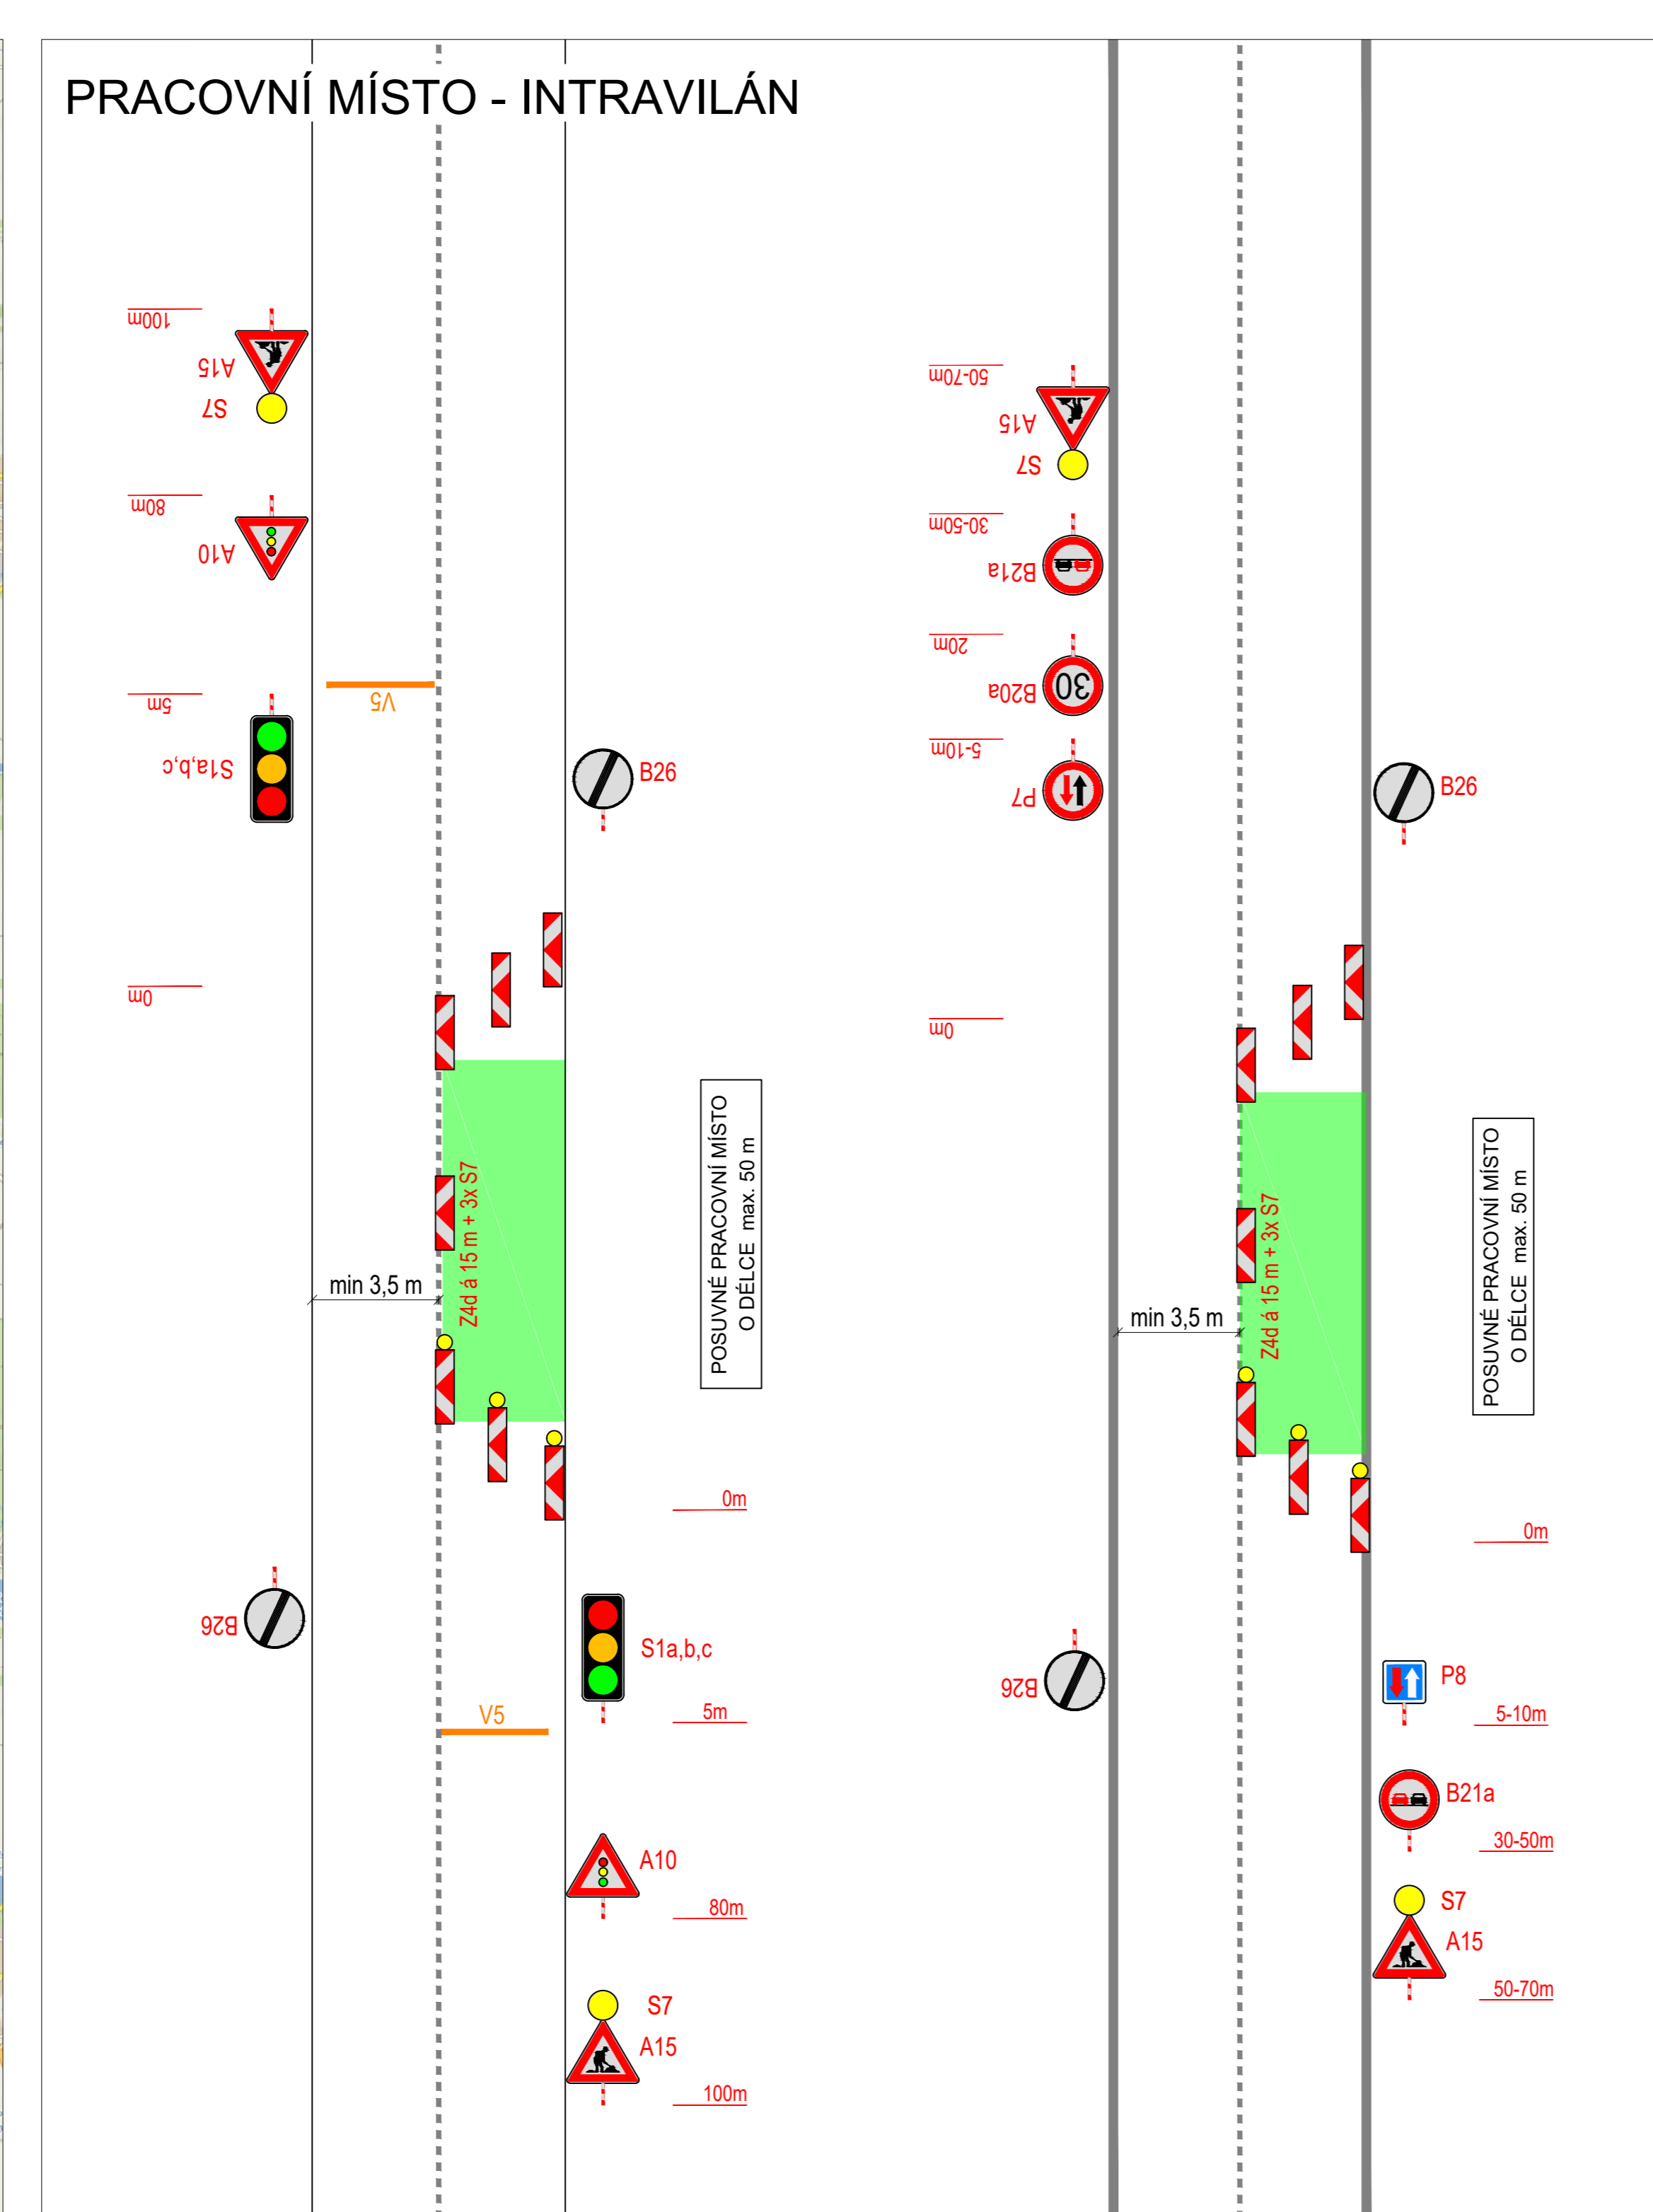 PRACOVNÍ MÍSTO - INTRAVILÁN
100m
A15
S7
80m
A10
5m
V5
S1a,b,c
B26
0m
Z4d á 15 m + 3x S7
min 3,5 m
POSUVNÉ PRACOVNÍ MÍSTO
O DÉLCE max. 50 m
0m
B26
S1a,b,c
5m
V5
A10
80m
S7
A15
100m
50-70m
A15
S7
30-50m
B21a
20m
B20a
30
5-10m
P7
B26
0m
Z4d á 15 m + 3x S7
min 3,5 m
POSUVNÉ PRACOVNÍ MÍSTO
O DÉLCE max. 50 m
0m
B26
P8
5-10m
B21a
30-50m
S7
A15
50-70m